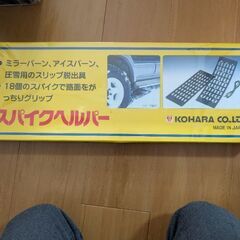 ● ミラーバーン、アイスバーン、
圧雪用のスリップ脱出具
● 18個のスパイクで路面をが
っちりグリップ
スパイクヘルパー
KOHARA CO.,LTD
MADE IN JAPAN